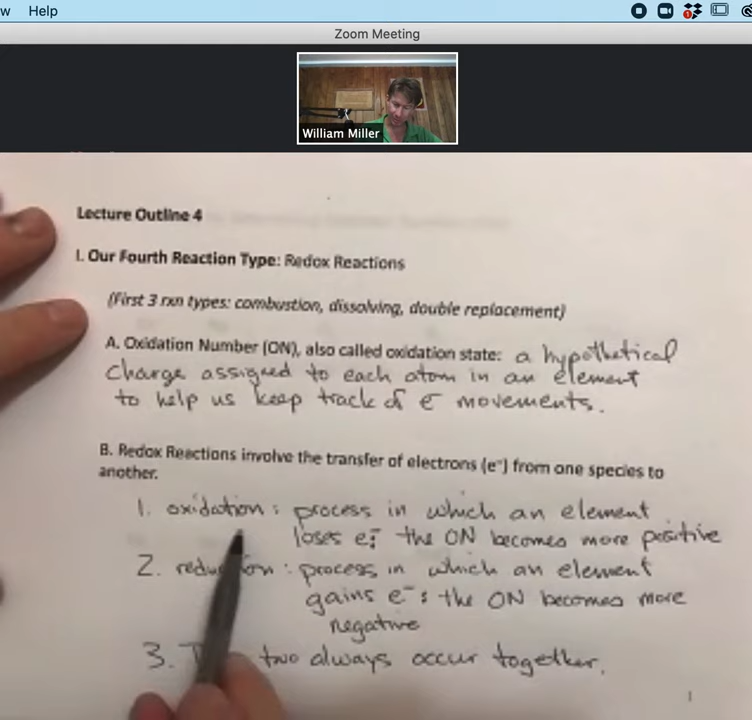 w Help
Zoom Meeting
William Miller
Lecture Outline 4
I. Our Fourth Reaction Type: Redox Reactions
(First 3 rxn types: combustion, dissolving, double replacement)
A. Oxidation Number (ON), also called oxidation state: a hypothetical
charge assigned to each atom in an element
to help us keep track of e⁻ movements.
B. Redox Reactions involve the transfer of electrons (e⁻) from one species to
another.
1. oxidation: process in which an element
loses e⁻; the ON becomes more positive
2. reduction: process in which an element
gains e⁻: the ON becomes more
negative
3. two always occur together.
1